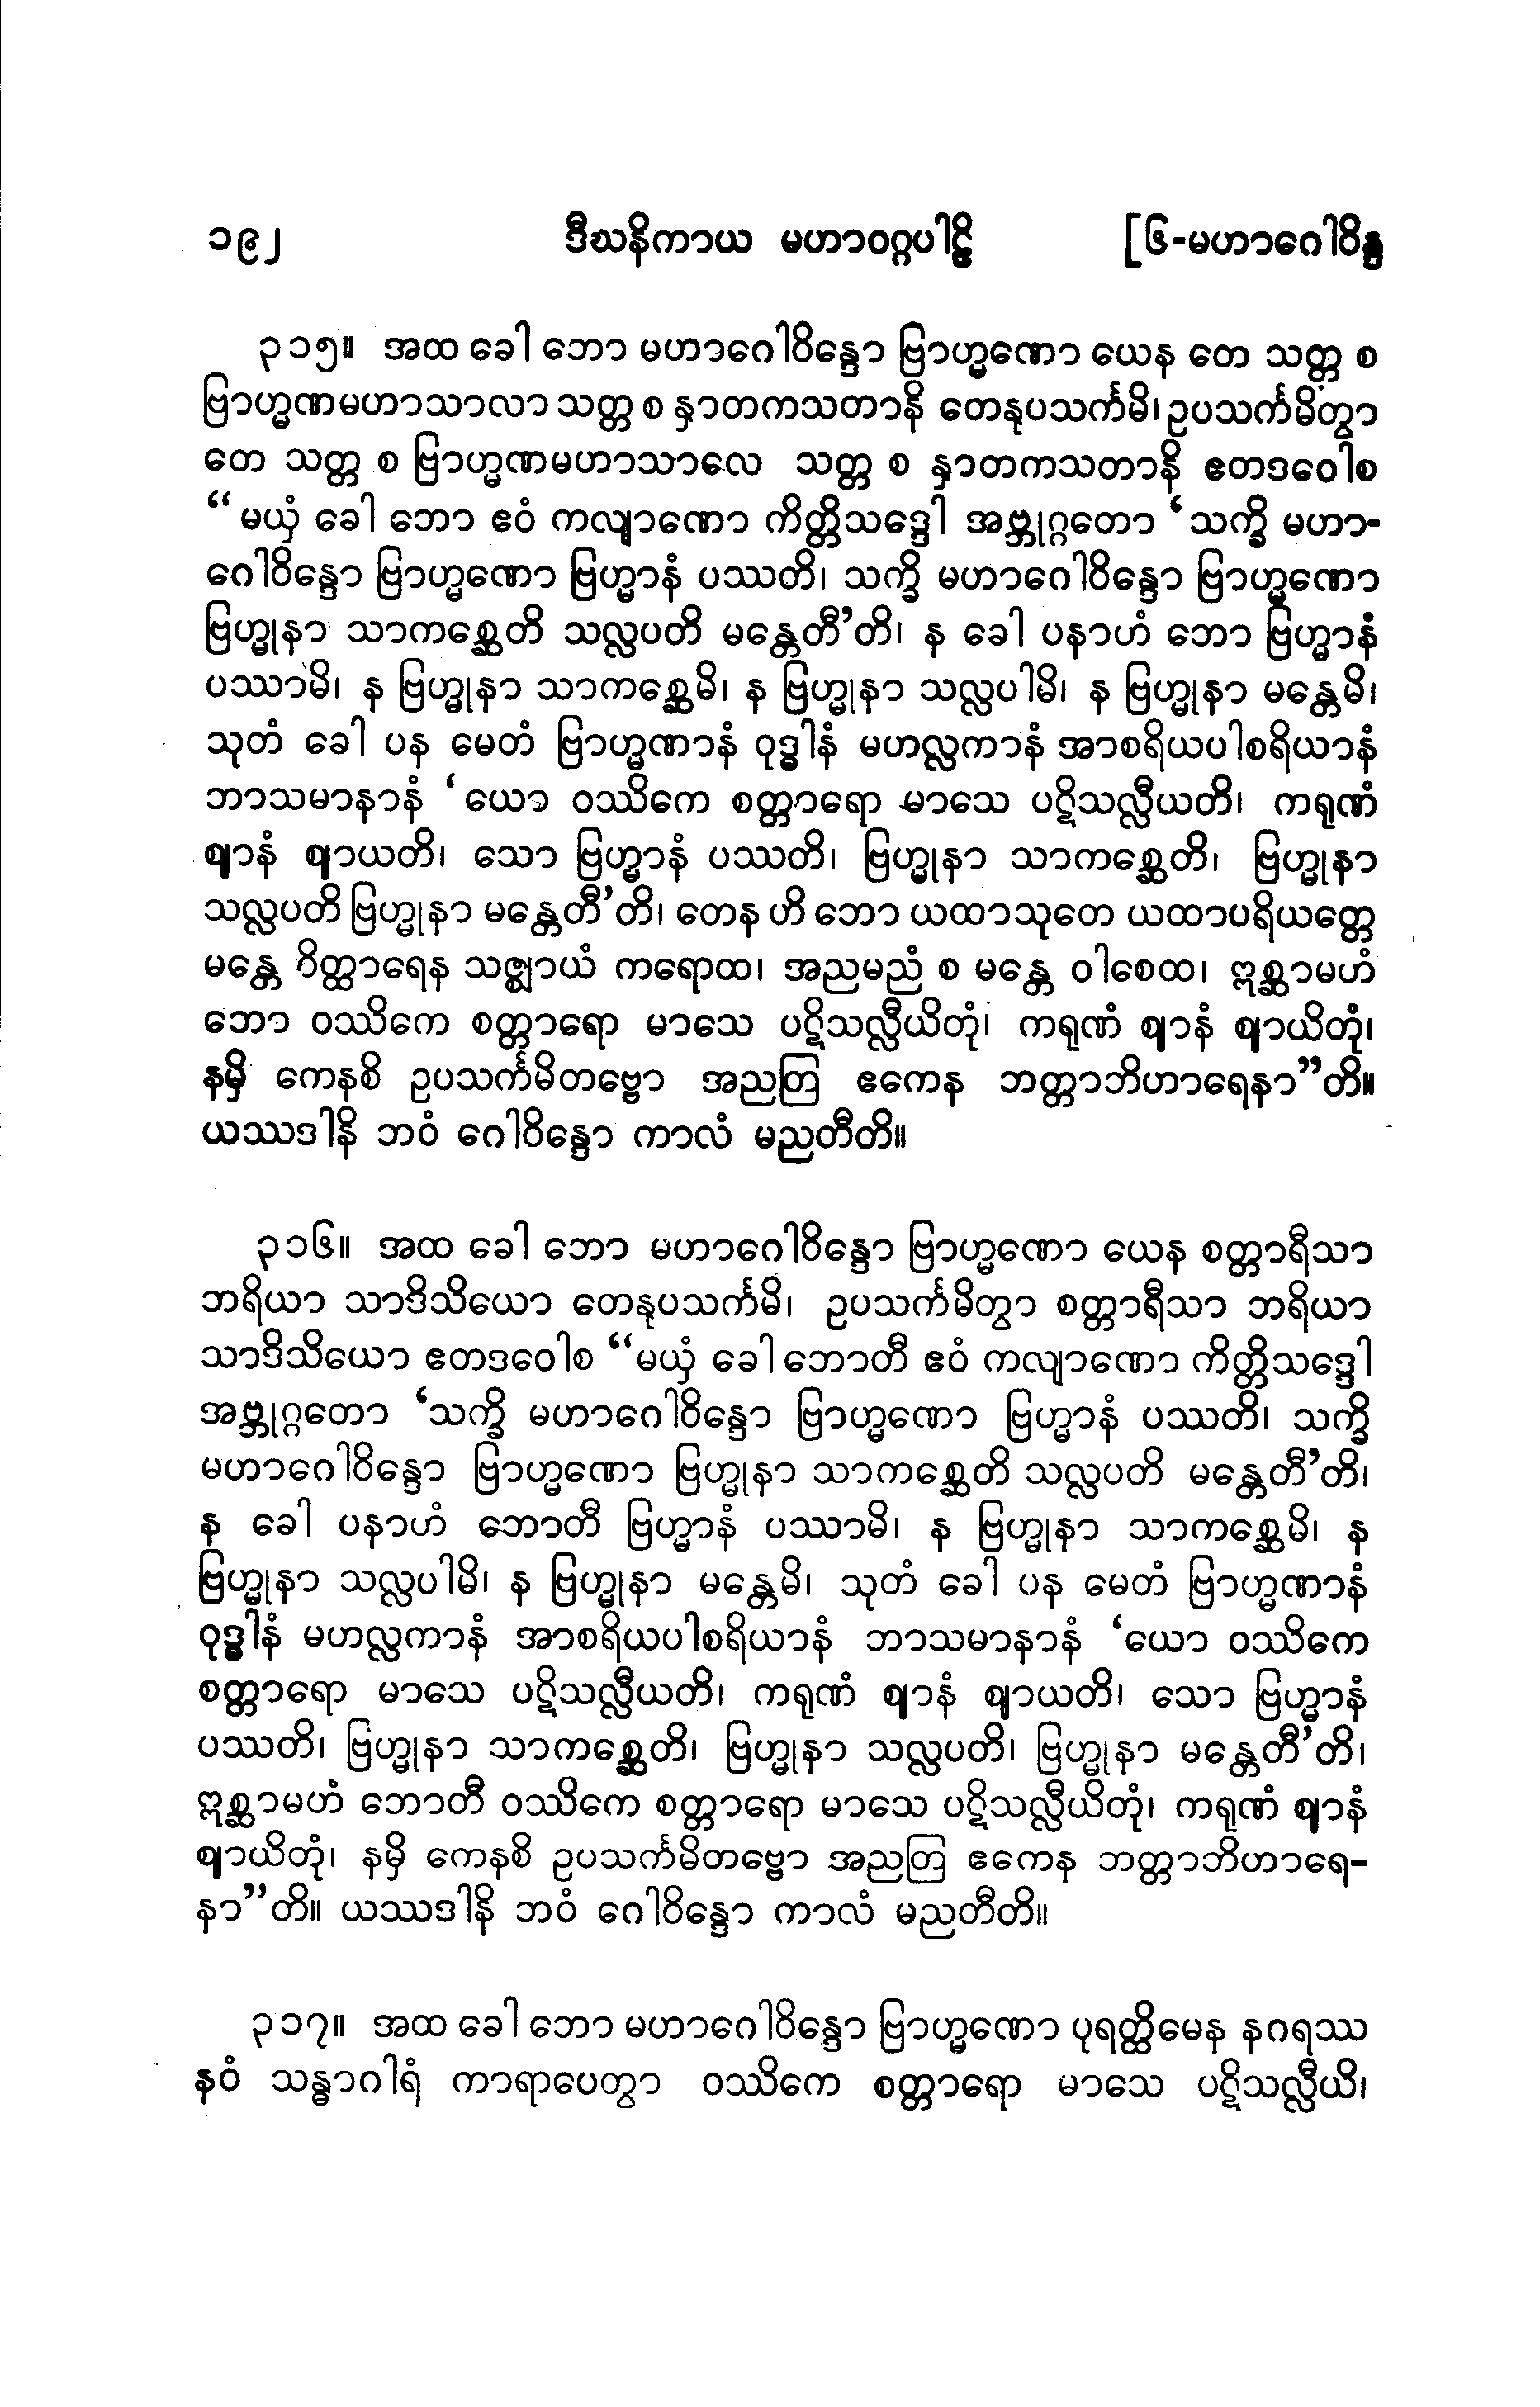 ၁၉၂ ဒီဃနိကာယ မဟာဝဂ္ဂပါဠိ [၆-မဟာဂေါဝိန္ဒ
၃၁၅။ အထ ခေါ ဘော မဟာဂေါဝိန္ဒော ဗြာဟ္မဏော ယေန တေ သတ္တ စ
ဗြာဟ္မဏမဟာသာလာ သတ္တ စ နှာတကသတာနိ တေနုပသင်္ကမိ၊ ဥပသင်္ကမိတွာ
တေ သတ္တ စ ဗြာဟ္မဏမဟာသာလေ သတ္တ စ နှာတကသတာနိ ဧတဒဝေါစ
“မယှံ ခေါ ဘော ဧဝံ ကလျာဏော ကိတ္တိသဒ္ဒေါ အဗ္ဘုဂ္ဂတော ‘သက္ခိ မဟာ-
ဂေါဝိန္ဒော ဗြာဟ္မဏော ဗြဟ္မာနံ ပဿတိ၊ သက္ခိ မဟာဂေါဝိန္ဒော ဗြာဟ္မဏော
ဗြဟ္မုနာ သာကစ္ဆေတိ သလ္လပတိ မန္တေတီ’တိ၊ န ခေါ ပနာဟံ ဘော ဗြဟ္မာနံ
ပဿာမိ၊ န ဗြဟ္မုနာ သာကစ္ဆေမိ၊ န ဗြဟ္မုနာ သလ္လပါမိ၊ န ဗြဟ္မုနာ မန္တေမိ၊
သုတံ ခေါ ပန မေတံ ဗြာဟ္မဏာနံ ဝုဒ္ဓါနံ မဟလ္လကာနံ အာစရိယပါစရိယာနံ
ဘာသမာနာနံ ‘ယော ဝဿိကေ စတ္တာရော မာသေ ပဋိသလ္လီယတိ၊ ကရုဏံ
ဈာနံ ဈာယတိ၊ သော ဗြဟ္မာနံ ပဿတိ၊ ဗြဟ္မုနာ သာကစ္ဆေတိ၊ ဗြဟ္မုနာ
သလ္လပတိ ဗြဟ္မုနာ မန္တေတီ’တိ၊ တေန ဟိ ဘော ယထာသုတေ ယထာပရိယတ္တေ
မန္တေ ဝိတ္ထာရေန သဇ္ဈာယံ ကရောထ၊ အညမညံ စ မန္တေ ဝါစေထ၊ ဣစ္ဆာမဟံ
ဘော ဝဿိကေ စတ္တာရော မာသေ ပဋိသလ္လီယိတုံ၊ ကရုဏံ ဈာနံ ဈာယိတုံ၊
နမှိ ကေနစိ ဥပသင်္ကမိတဗ္ဗော အညတြ ဧကေန ဘတ္တာဘိဟာရေနာ”တိ။
ယဿဒါနိ ဘဝံ ဂေါဝိန္ဒော ကာလံ မညတီတိ။
၃၁၆။ အထ ခေါ ဘော မဟာဂေါဝိန္ဒော ဗြာဟ္မဏော ယေန စတ္တာရီသာ
ဘရိယာ သာဒိသိယော တေနုပသင်္ကမိ၊ ဥပသင်္ကမိတွာ စတ္တာရီသာ ဘရိယာ
သာဒိသိယော ဧတဒဝေါစ “မယှံ ခေါ ဘောတီ ဧဝံ ကလျာဏော ကိတ္တိသဒ္ဒေါ
အဗ္ဘုဂ္ဂတော ‘သက္ခိ မဟာဂေါဝိန္ဒော ဗြာဟ္မဏော ဗြဟ္မာနံ ပဿတိ၊ သက္ခိ
မဟာဂေါဝိန္ဒော ဗြာဟ္မဏော ဗြဟ္မုနာ သာကစ္ဆေတိ သလ္လပတိ မန္တေတီ’တိ၊
န ခေါ ပနာဟံ ဘောတီ ဗြဟ္မာနံ ပဿာမိ၊ န ဗြဟ္မုနာ သာကစ္ဆေမိ၊ န
ဗြဟ္မုနာ သလ္လပါမိ၊ န ဗြဟ္မုနာ မန္တေမိ၊ သုတံ ခေါ ပန မေတံ ဗြာဟ္မဏာနံ
ဝုဒ္ဓါနံ မဟလ္လကာနံ အာစရိယပါစရိယာနံ ဘာသမာနာနံ ‘ယော ဝဿိကေ
စတ္တာရော မာသေ ပဋိသလ္လီယတိ၊ ကရုဏံ ဈာနံ ဈာယတိ၊ သော ဗြဟ္မာနံ
ပဿတိ၊ ဗြဟ္မုနာ သာကစ္ဆေတိ၊ ဗြဟ္မုနာ သလ္လပတိ၊ ဗြဟ္မုနာ မန္တေတီ’တိ၊
ဣစ္ဆာမဟံ ဘောတီ ဝဿိကေ စတ္တာရော မာသေ ပဋိသလ္လီယိတုံ၊ ကရုဏံ ဈာနံ
ဈာယိတုံ၊ နမှိ ကေနစိ ဥပသင်္ကမိတဗ္ဗော အညတြ ဧကေန ဘတ္တာဘိဟာရေ-
နာ”တိ။ ယဿဒါနိ ဘဝံ ဂေါဝိန္ဒော ကာလံ မညတီတိ။
၃၁၇။ အထ ခေါ ဘော မဟာဂေါဝိန္ဒော ဗြာဟ္မဏော ပုရတ္ထိမေန နဂရဿ
နဝံ သန္ဓာဂါရံ ကာရာပေတွာ ဝဿိကေ စတ္တာရော မာသေ ပဋိသလ္လီယိ၊